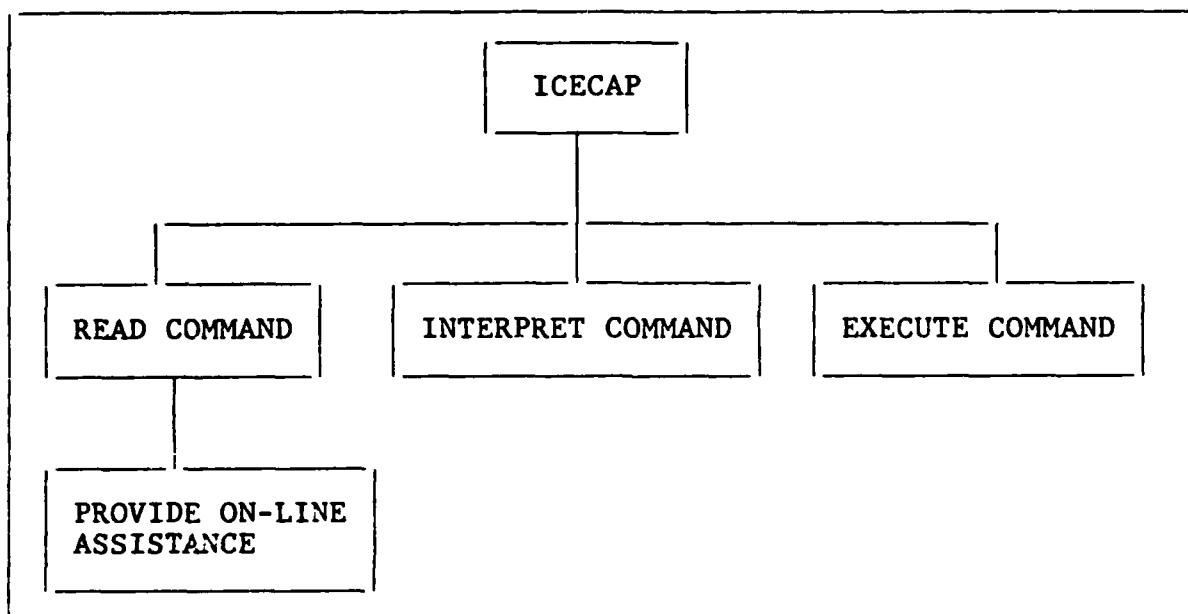 ICECAP
READ COMMAND
INTERPRET COMMAND
EXECUTE COMMAND
PROVIDE ON-LINE
ASSISTANCE